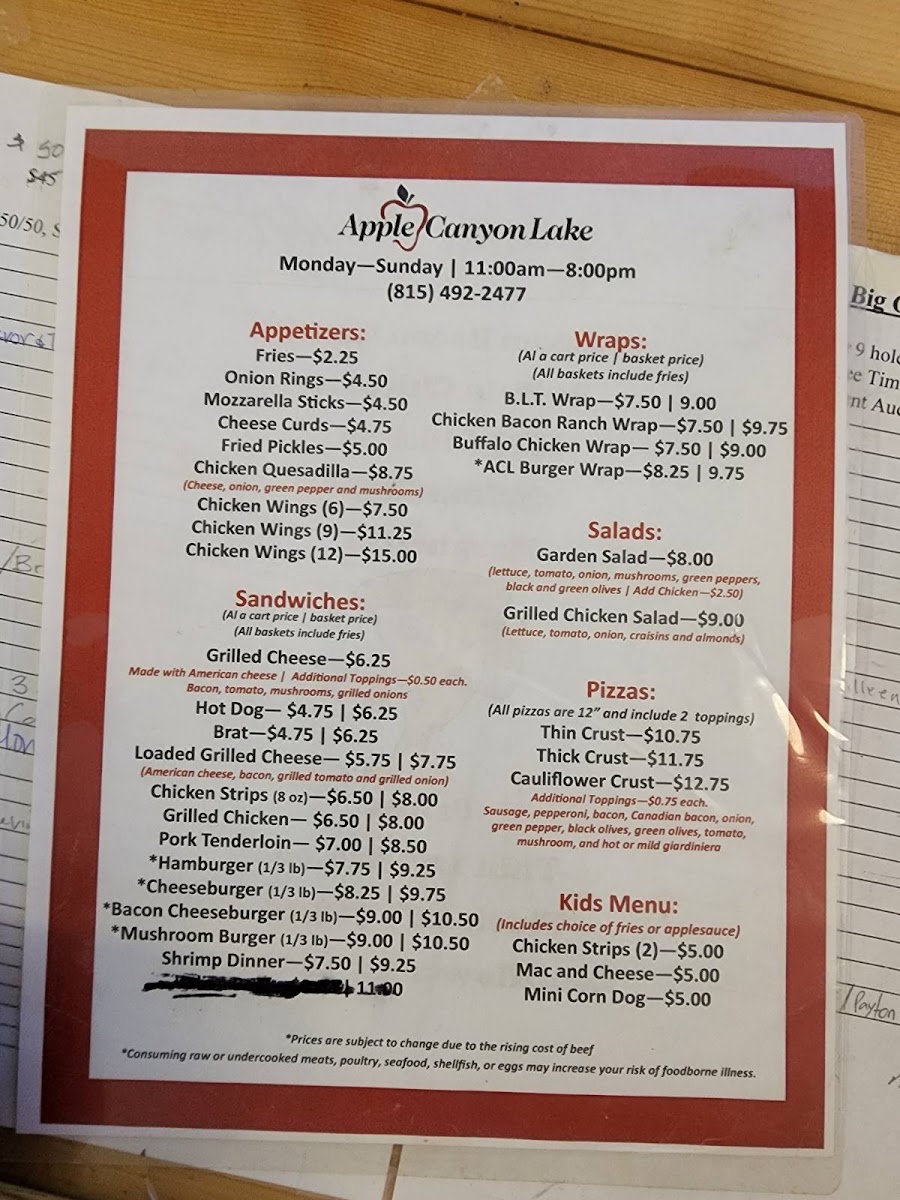 Apple Canyon Lake
Monday—Sunday | 11:00am—8:00pm
(815) 492-2477
Appetizers:
Fries—$2.25
Onion Rings—$4.50
Mozzarella Sticks—$4.50
Cheese Curds—$4.75
Fried Pickles—$5.00
Chicken Quesadilla—$8.75
(Cheese, onion, green pepper and mushrooms)
Chicken Wings (6)—$7.50
Chicken Wings (9)—$11.25
Chicken Wings (12)—$15.00
Sandwiches:
(Al a cart price | basket price)
(All baskets include fries)
Grilled Cheese—$6.25
Made with American cheese | Additional Toppings—$0.50 each.
Bacon, tomato, mushrooms, grilled onions
Hot Dog— $4.75 | $6.25
Brat—$4.75 | $6.25
Loaded Grilled Cheese— $5.75 | $7.75
(American cheese, bacon, grilled tomato and grilled onion)
Chicken Strips (8 oz)—$6.50 | $8.00
Grilled Chicken— $6.50 | $8.00
Pork Tenderloin— $7.00 | $8.50
*Hamburger (1/3 lb)—$7.75 | $9.25
*Cheeseburger (1/3 lb)—$8.25 | $9.75
*Bacon Cheeseburger (1/3 lb)—$9.00 | $10.50
*Mushroom Burger (1/3 lb)—$9.00 | $10.50
Shrimp Dinner—$7.50 | $9.25
11.00
Wraps:
(Al a cart price | basket price)
(All baskets include fries)
B.L.T. Wrap—$7.50 | 9.00
Chicken Bacon Ranch Wrap—$7.50 | $9.75
Buffalo Chicken Wrap— $7.50 | $9.00
*ACL Burger Wrap—$8.25 | 9.75
Salads:
Garden Salad—$8.00
(lettuce, tomato, onion, mushrooms, green peppers,
black and green olives | Add Chicken—$2.50)
Grilled Chicken Salad—$9.00
(Lettuce, tomato, onion, craisins and almonds)
Pizzas:
(All pizzas are 12” and include 2 toppings)
Thin Crust—$10.75
Thick Crust—$11.75
Cauliflower Crust—$12.75
Additional Toppings—$0.75 each.
Sausage, pepperoni, bacon, Canadian bacon, onion,
green pepper, black olives, green olives, tomato,
mushroom, and hot or mild giardiniera
Kids Menu:
(Includes choice of fries or applesauce)
Chicken Strips (2)—$5.00
Mac and Cheese—$5.00
Mini Corn Dog—$5.00
*Prices are subject to change due to the rising cost of beef
*Consuming raw or undercooked meats, poultry, seafood, shellfish, or eggs may increase your risk of foodborne illness.
$45
50/50,
Big
9
Payton